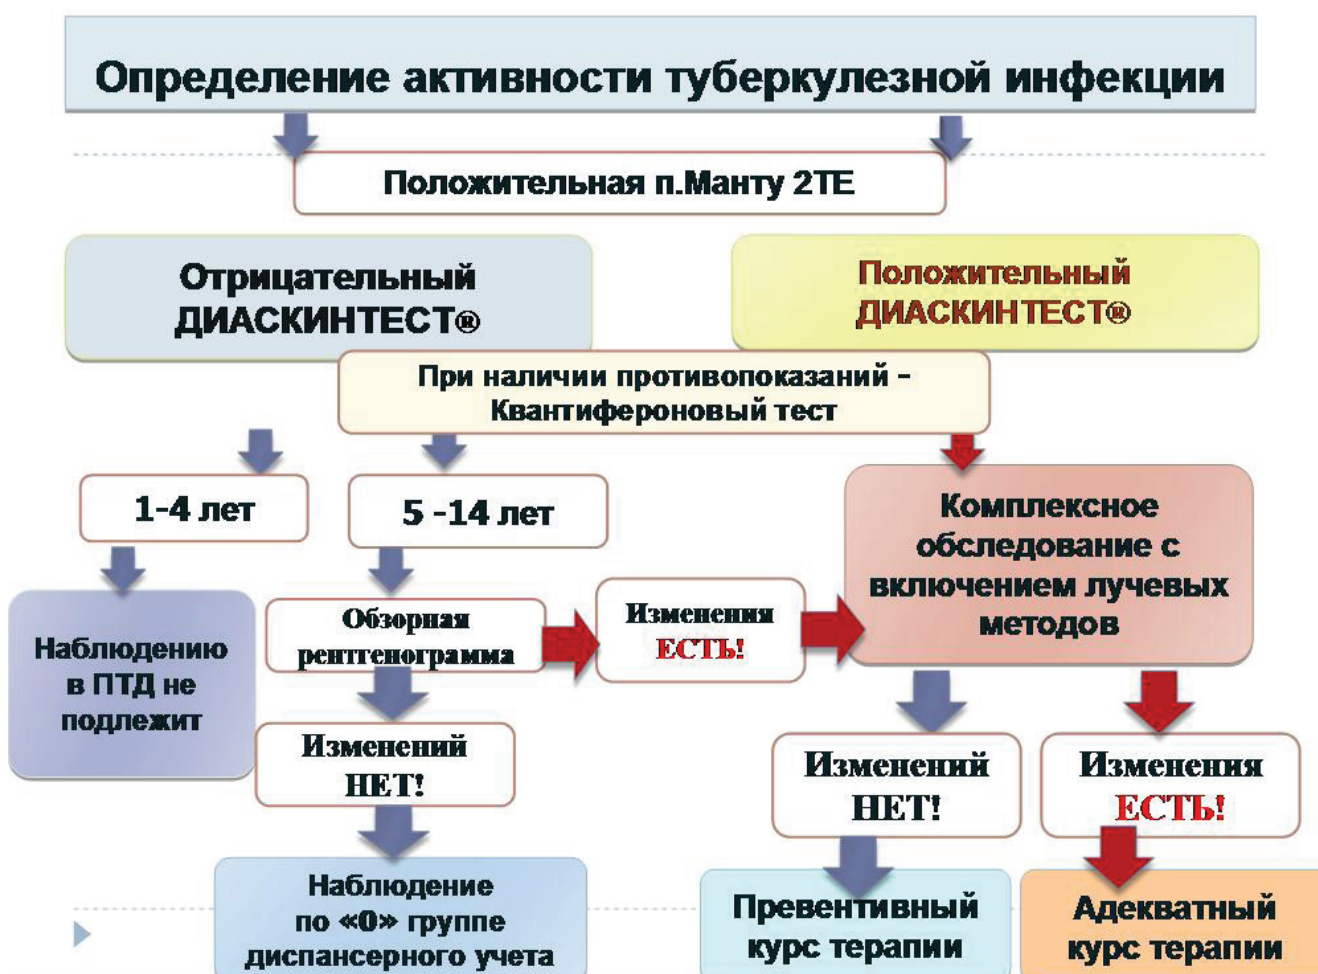 Определение активности туберкулезной инфекции
Положительная п.Манту 2ТЕ
Отрицательный
ДИАСКИНТЕСТ®
Положительный
ДИАСКИНТЕСТ®
При наличии противопоказаний –
Квантифероновый тест
1-4 лет
5 -14 лет
Комплексное
обследование с
включением лучевых
методов
Наблюдению
в ПТД не
подлежит
Обзорная
рентгенограмма
Изменения
ЕСТЬ!
Изменений
НЕТ!
Изменений
НЕТ!
Изменения
ЕСТЬ!
Наблюдение
по «0» группе
диспансерного учета
Превентивный
курс терапии
Адекватный
курс терапии